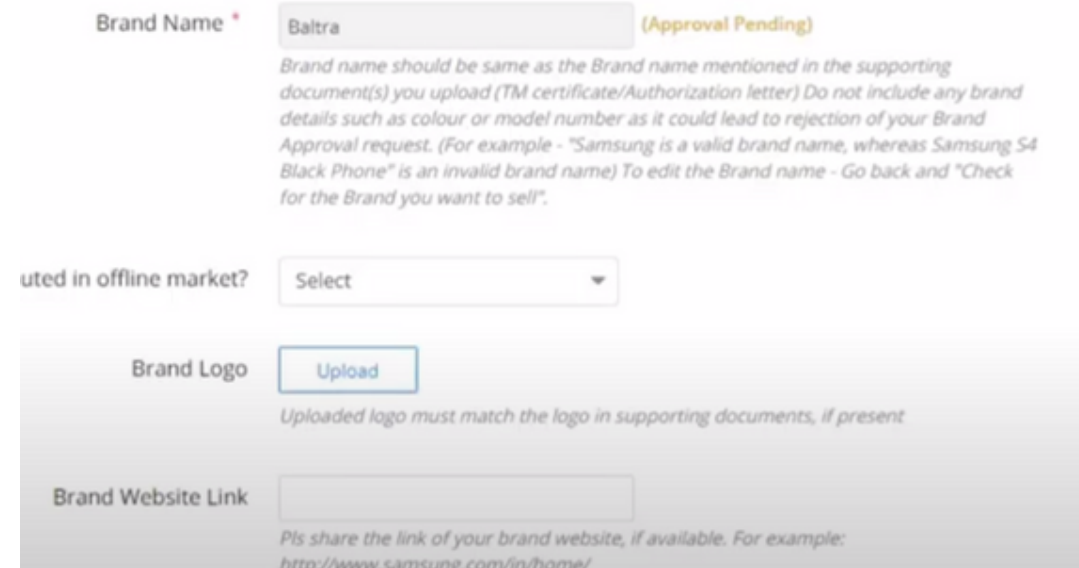 Brand Name *
Baltra
(Approval Pending)
Brand name should be same as the Brand name mentioned in the supporting
document(s) you upload (TM certificate/Authorization letter) Do not include any brand
details such as colour or model number as it could lead to rejection of your Brand
Approval request. (For example - "Samsung is a valid brand name, whereas Samsung S4
Black Phone" is an invalid brand name) To edit the Brand name - Go back and "Check
for the Brand you want to sell".
uted in offline market?
Select
Brand Logo
Upload
Uploaded logo must match the logo in supporting documents, if present
Brand Website Link
Pls share the link of your brand website, if available. For example:
http://www.samsung.com/in/home/